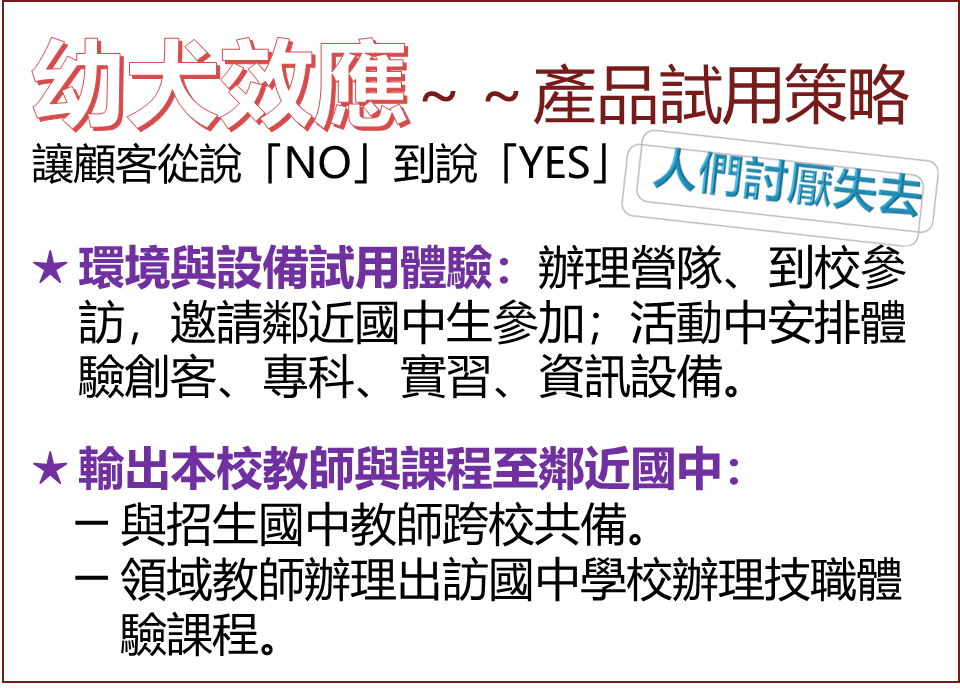 幼犬效應～～產品試用策略
讓顧客從說「NO」到說「YES」
人們討厭失去
★ 環境與設備試用體驗：辦理營隊、到校參
訪，邀請鄰近國中生參加；活動中安排體
驗創客、專科、實習、資訊設備。
★ 輸出本校教師與課程至鄰近國中：
– 與招生國中教師跨校共備。
– 領域教師辦理出訪國中學校辦理技職體
驗課程。